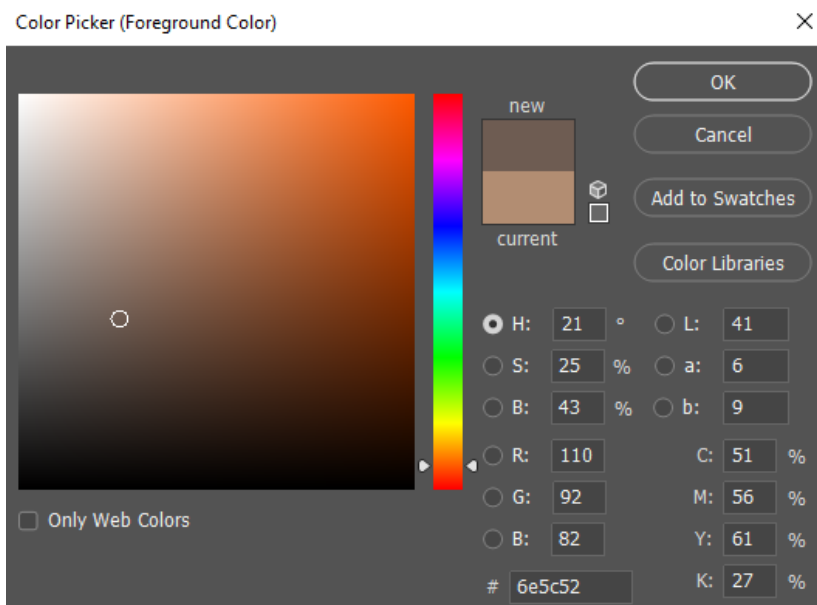 Color Picker (Foreground Color)
new
current
OK
Cancel
Add to Swatches
Color Libraries
H: 21 °
S: 25 %
B: 43 %
L: 41
a: 6
b: 9
R: 110
G: 92
B: 82
# 6e5c52
C: 51 %
M: 56 %
Y: 61 %
K: 27 %
Only Web Colors